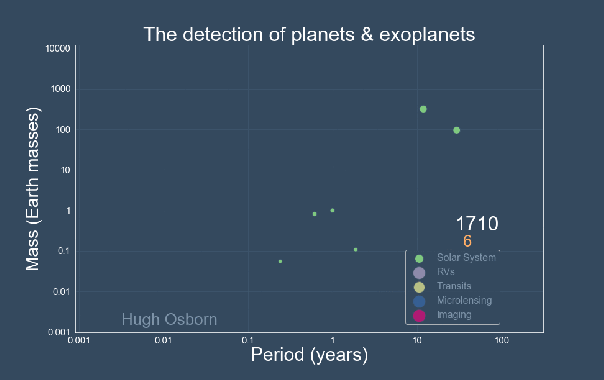 The detection of planets & exoplanets
10000
1000
100
10
1
0.1
0.01
0.001
Mass (Earth masses)
1710
6
Solar System
RVs
Transits
Microlensing
Imaging
Hugh Osborn
0.001 0.01 0.1 1 10 100
Period (years)